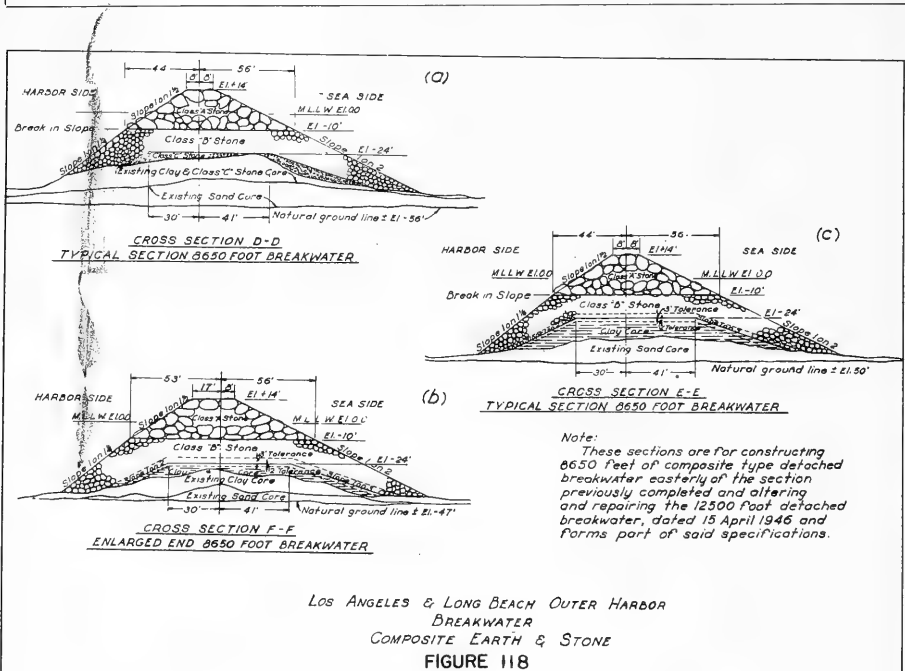 (a)
44'
56'
8' 8'
El.+14'
HARBOR SIDE
SEA SIDE
Slope 1 on 1½
Class "A" Stone
M.L.L.W El.0.0
Break in Slope
El.-10'
Class "B" Stone
El-24'
Slope 1 on 1½
Slope 1 on 2
Class "C" Stone
Existing Clay & Class "C" Stone Core
Existing Sand Core
30' 41'
Natural ground line ± El-56'
CROSS SECTION D-D
TYPICAL SECTION 8650 FOOT BREAKWATER
(c)
44' 56'
HARBOR SIDE
8' 8'
El+14'
SEA SIDE
M.L.L.W El.0.0
Slope 1 on 1½
Class "A" Stone
M.L.L.W El 0.0
Break in Slope
El.-10'
Class "B" Stone
El-24'
3' Tolerance
Slope 1 on 1½
Tolerance
Slope 1 on 2
Clay Core
Existing Sand Core
30' 41'
Natural ground line ± El.50'
CROSS SECTION E-E
TYPICAL SECTION 8650 FOOT BREAKWATER
(b)
53' 56'
17' 8'
El+14'
HARBOR SIDE
SEA SIDE
M.L.L.W El.0.0
Slope 1 on 1½
Class "A" Stone
M.L.L.W El 0.0
El.-10'
Class "B" Stone
El-24'
3' Tolerance
Slope 1 on 1½
Clay Core
2' Tolerance
Slope 1 on 2
Existing Clay Core
Existing Sand Core
30' 41'
Natural ground line ± El.-47'
CROSS SECTION F-F
ENLARGED END 8650 FOOT BREAKWATER
Note:
These sections are for constructing
8650 feet of composite type detached
breakwater easterly of the section
previously completed and altering
and repairing the 12500 foot detached
breakwater, dated 15 April 1946 and
forms part of said specifications.
LOS ANGELES & LONG BEACH OUTER HARBOR
BREAKWATER
COMPOSITE EARTH & STONE
FIGURE 118